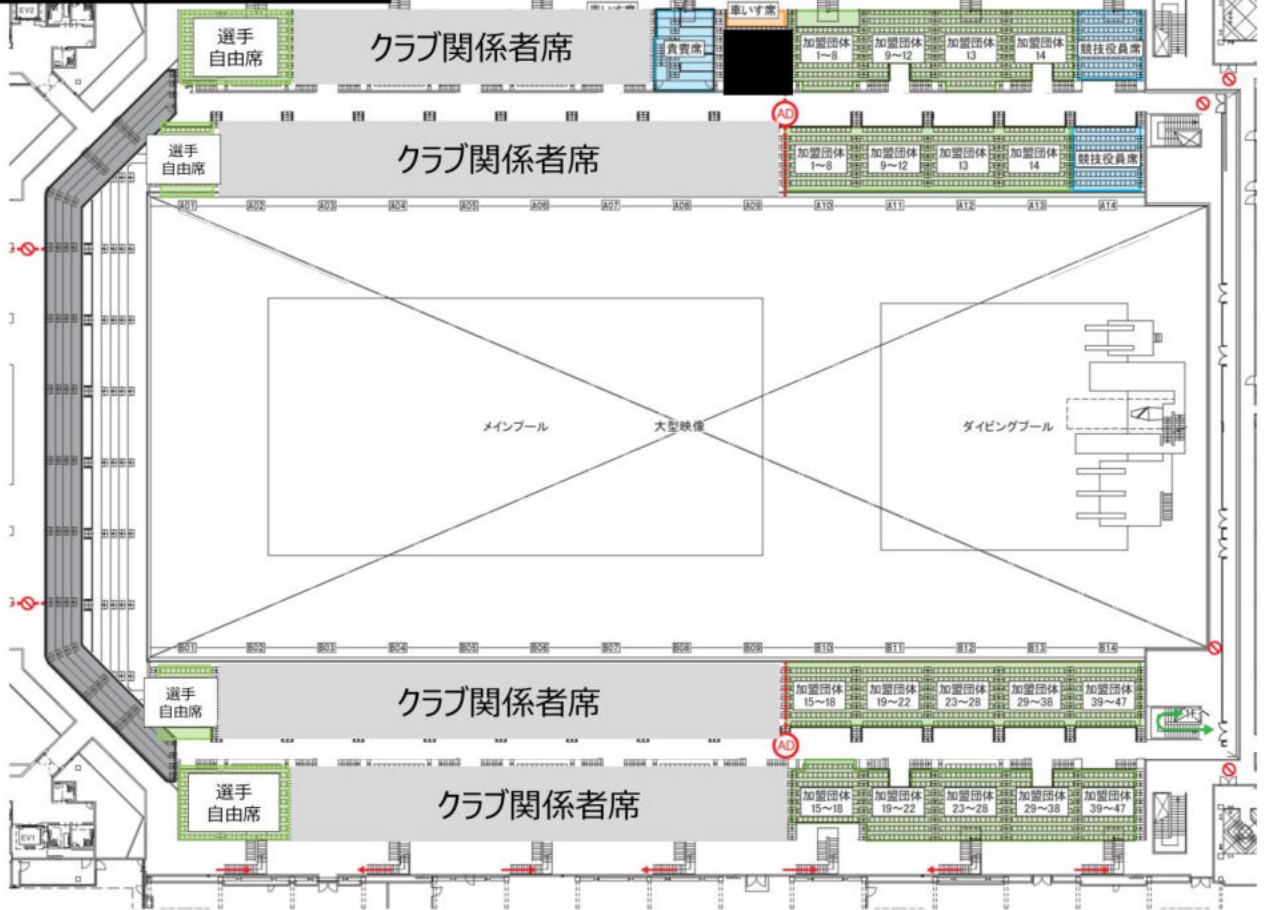 EV2
車いす席
車いす席
選手
自由席
クラブ関係者席
貴賓席
加盟団体
1~8
加盟団体
9~12
加盟団体
13
加盟団体
14
競技役員席
AD
選手
自由席
クラブ関係者席
加盟団体
1~8
加盟団体
9~12
加盟団体
13
加盟団体
14
競技役員席
A01
A02
A03
A04
A05
A06
A07
A08
A09
A10
A11
A12
A13
A14
メインプール
大型映像
ダイビングプール
B01
B02
B03
B04
B05
B06
B07
B08
B09
B10
B11
B12
B13
B14
選手
自由席
クラブ関係者席
加盟団体
15~18
加盟団体
19~22
加盟団体
23~28
加盟団体
29~38
加盟団体
39~47
AD
選手
自由席
クラブ関係者席
加盟団体
15~18
加盟団体
19~22
加盟団体
23~28
加盟団体
29~38
加盟団体
39~47
EV1